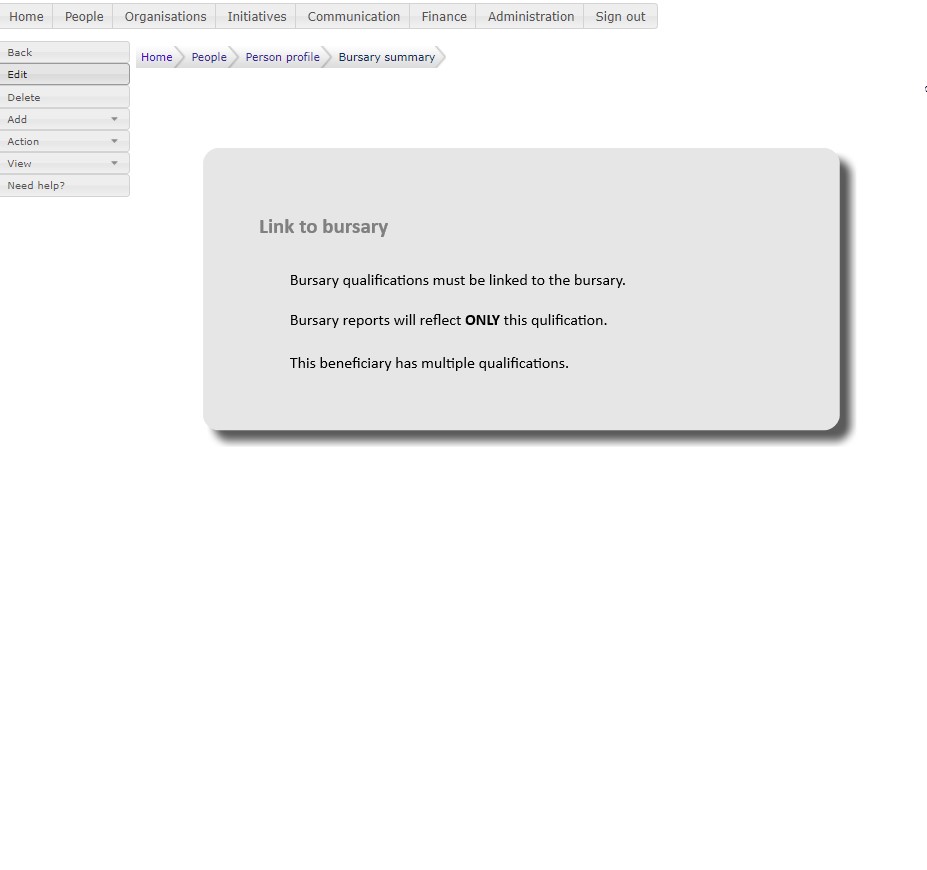 Home People Organisations Initiatives Communication Finance Administration Sign out
Back
Home People Person profile Bursary summary
Edit
Delete
Add
Action
View
Need help?
Link to bursary
Bursary qualifications must be linked to the bursary.
Bursary reports will reflect ONLY this qulification.
This beneficiary has multiple qualifications.